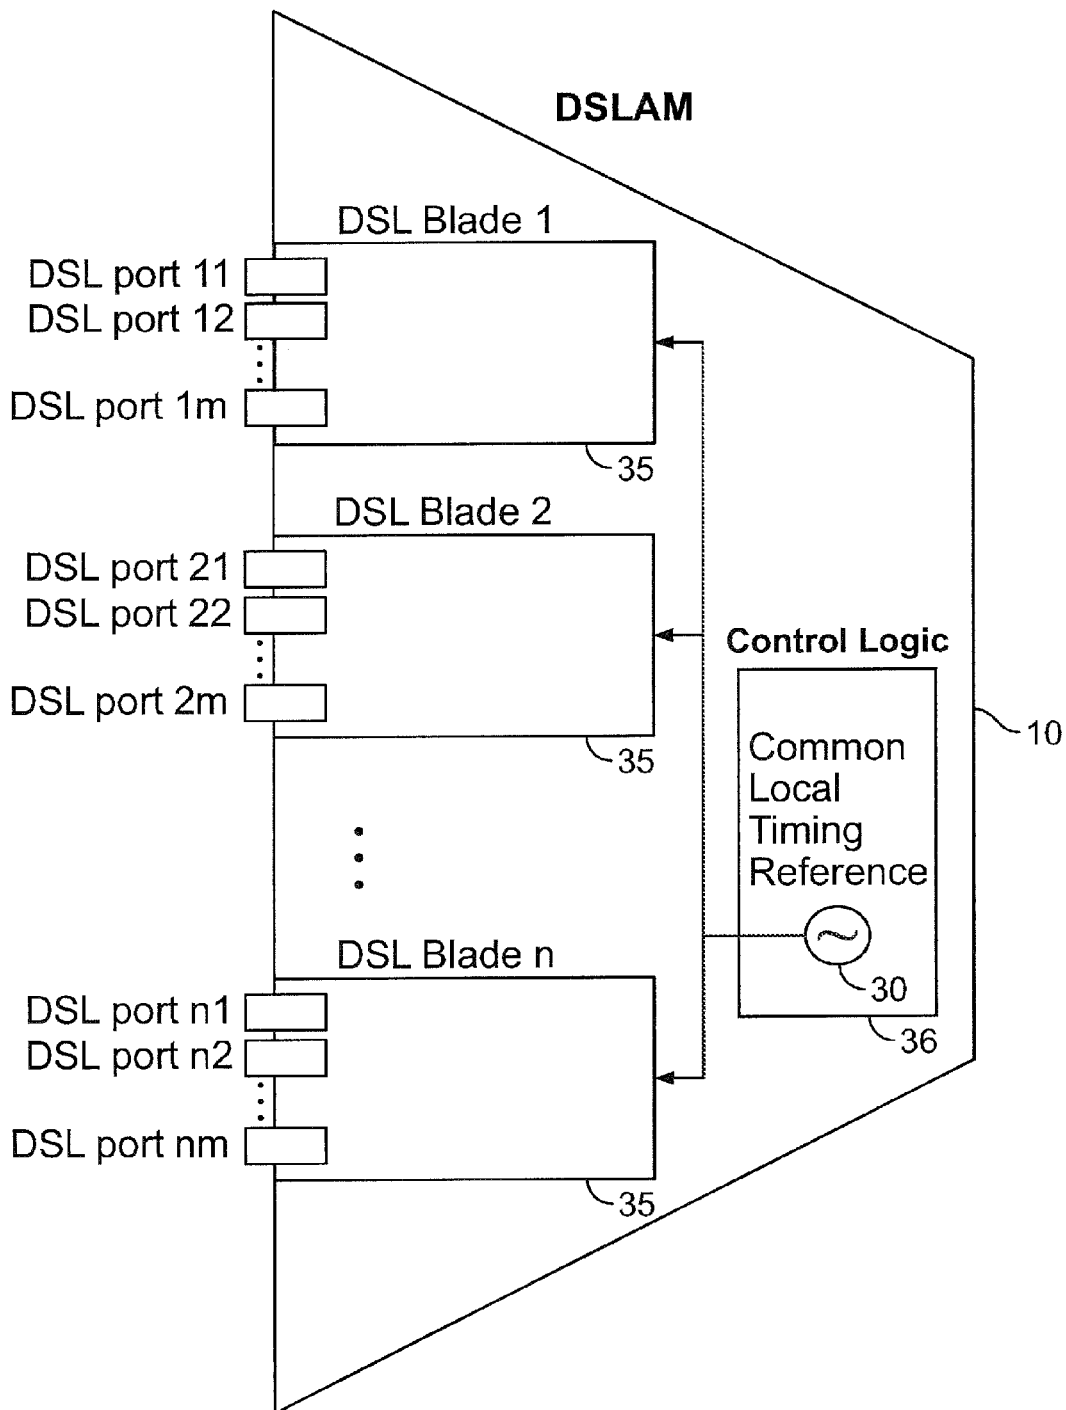 DSLAM
DSL Blade 1
DSL port 11
DSL port 12
DSL port 1m
35
DSL Blade 2
DSL port 21
DSL port 22
DSL port 2m
35
Control Logic
Common
Local
Timing
Reference
30
36
10
DSL Blade n
DSL port n1
DSL port n2
DSL port nm
35